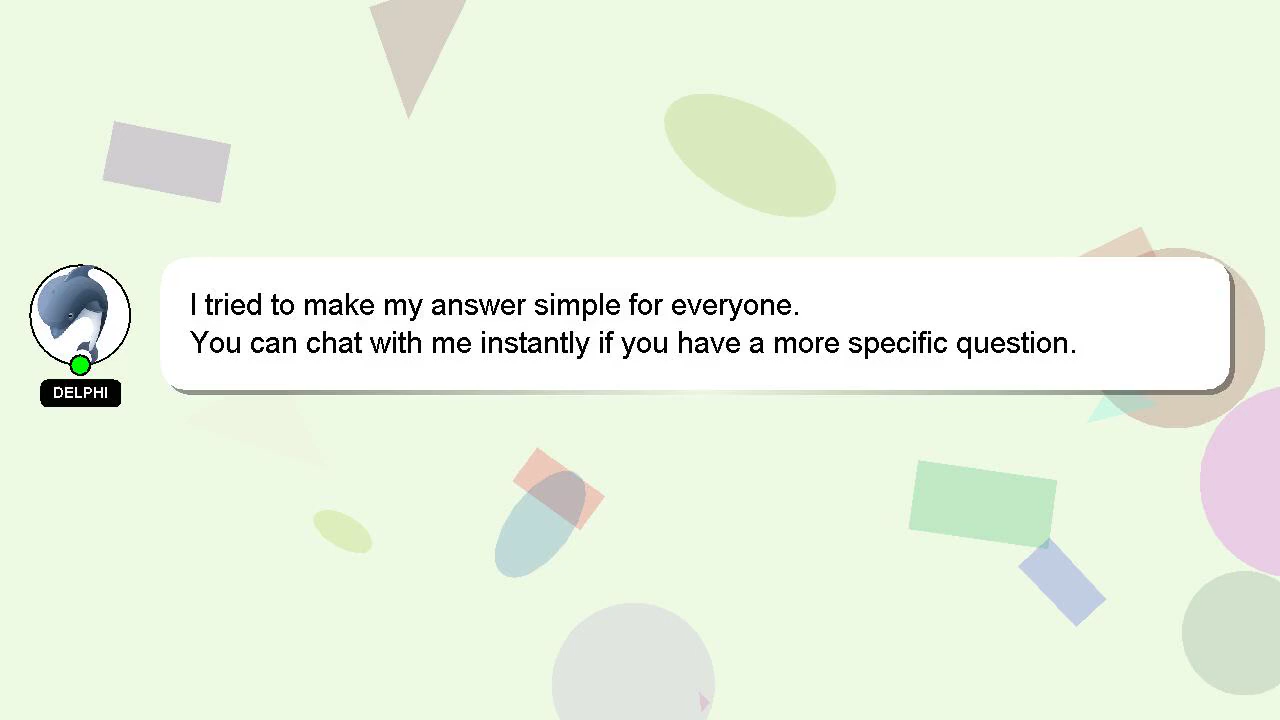 I tried to make my answer simple for everyone.
You can chat with me instantly if you have a more specific question.
DELPHI